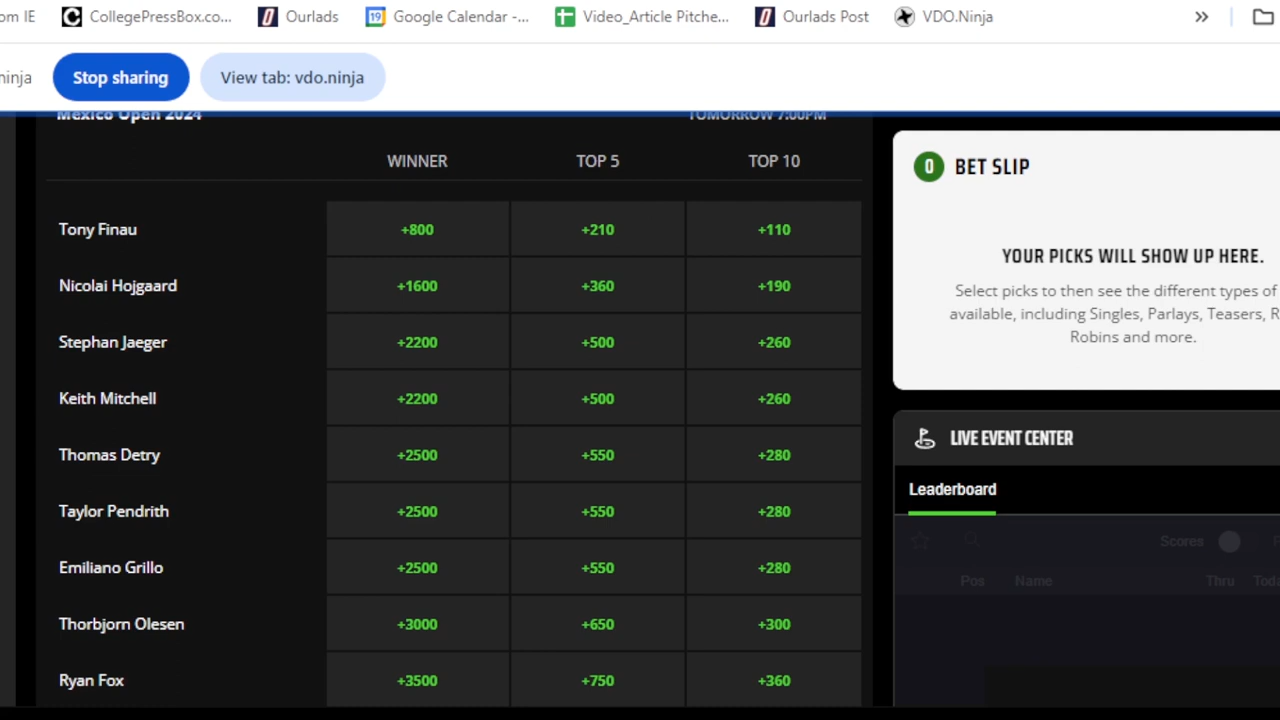 om IE CollegePressBox.co... Ourlads Google Calendar -... Video_Article Pitche... Ourlads Post VDO.Ninja »
ninja Stop sharing View tab: vdo.ninja
Mexico Open 2024 TOMORROW 7:00PM
WINNER TOP 5 TOP 10
Tony Finau +800 +210 +110
Nicolai Hojgaard +1600 +360 +190
Stephan Jaeger +2200 +500 +260
Keith Mitchell +2200 +500 +260
Thomas Detry +2500 +550 +280
Taylor Pendrith +2500 +550 +280
Emiliano Grillo +2500 +550 +280
Thorbjorn Olesen +3000 +650 +300
Ryan Fox +3500 +750 +360
0 BET SLIP
YOUR PICKS WILL SHOW UP HERE.
Select picks to then see the different types of
available, including Singles, Parlays, Teasers, R
Robins and more.
LIVE EVENT CENTER
Leaderboard
Scores
Pos Name Thru Toda